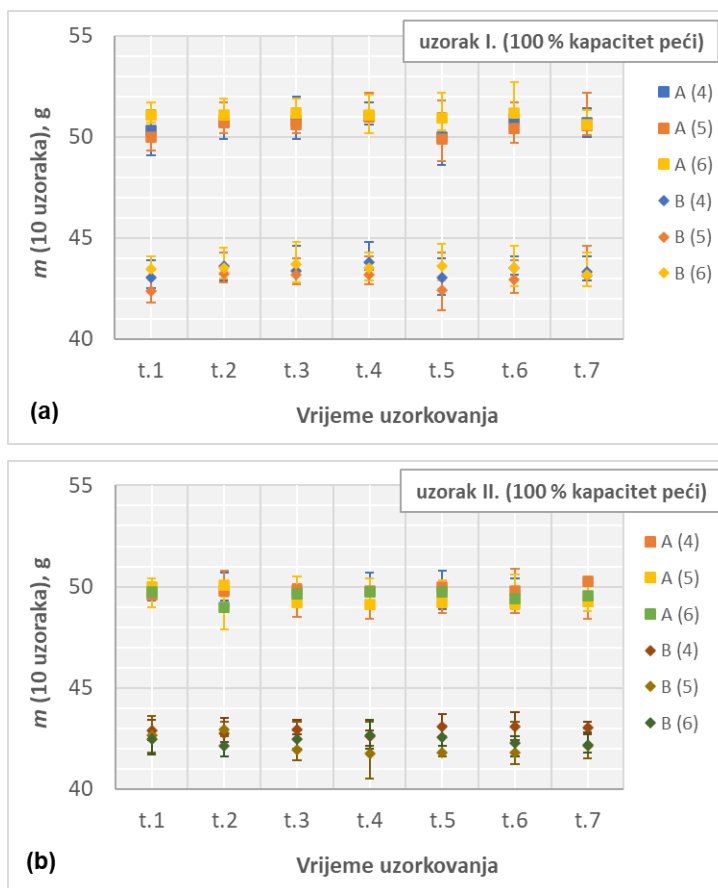 55
50
45
40
m (10 uzoraka), g
uzorak I. (100 % kapacitet peći)
A (4)
A (5)
A (6)
B (4)
B (5)
B (6)
t.1 t.2 t.3 t.4 t.5 t.6 t.7
(a)
Vrijeme uzorkovanja
55
50
45
40
m (10 uzoraka), g
uzorak II. (100 % kapacitet peći)
A (4)
A (5)
A (6)
B (4)
B (5)
B (6)
t.1 t.2 t.3 t.4 t.5 t.6 t.7
(b)
Vrijeme uzorkovanja